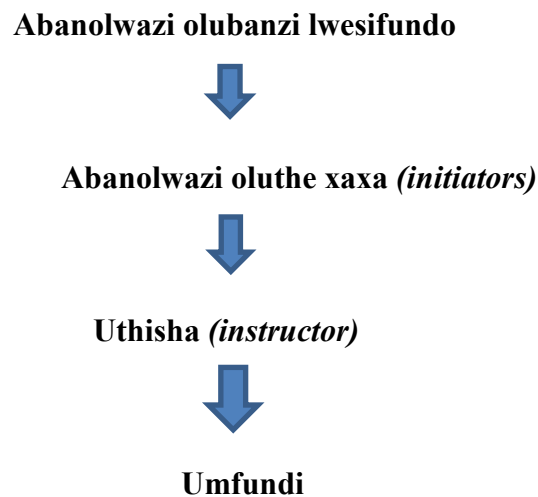 Abanolwazi olubanzi lwesifundo
Abanolwazi oluthe xaxa (initiators)
Uthisha (instructor)
Umfundi